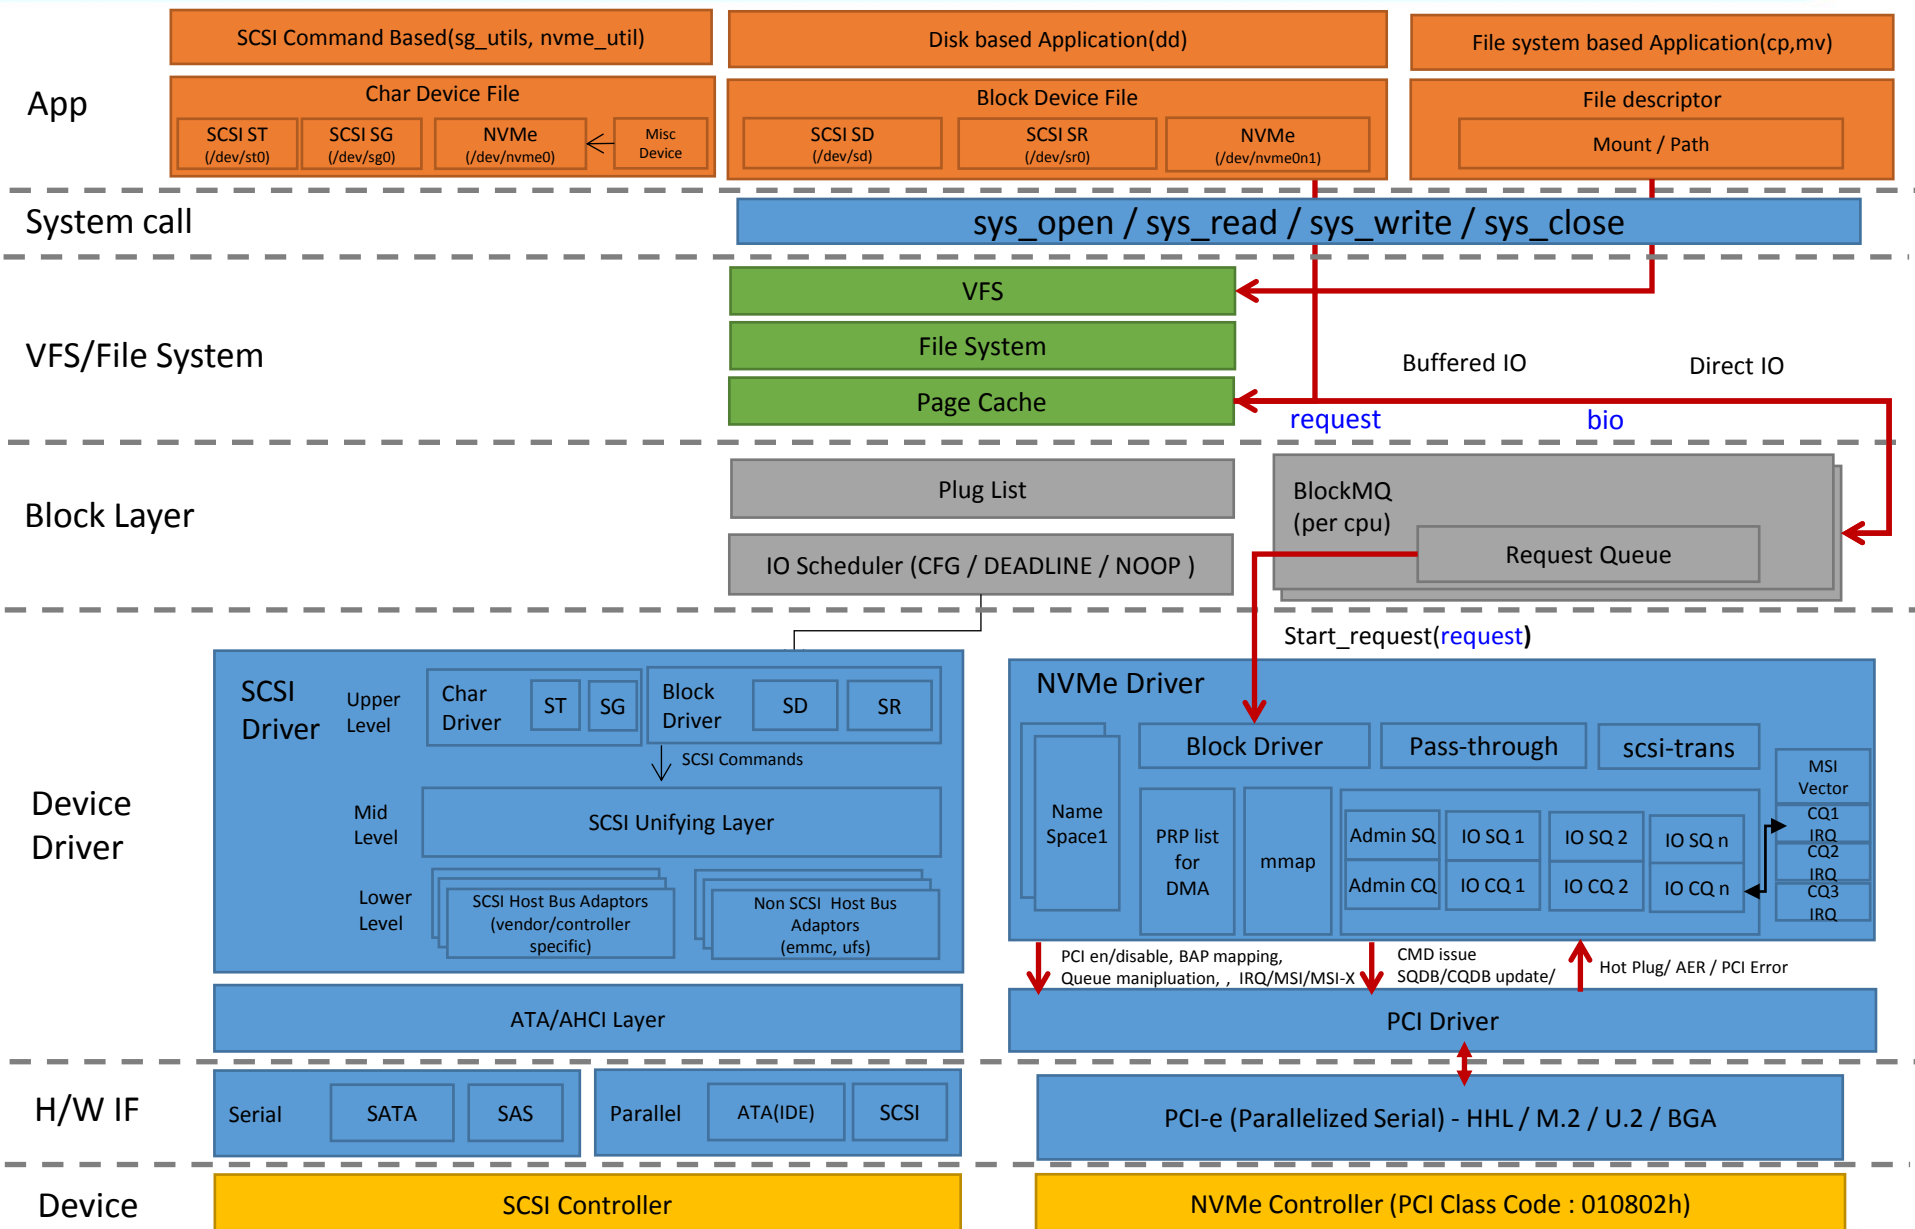 SCSI Command Based(sg_utils, nvme_util)
Disk based Application(dd)
File system based Application(cp,mv)
App
Char Device File
SCSI ST
(/dev/st0)
SCSI SG
(/dev/sg0)
NVMe
(/dev/nvme0)
Misc
Device
Block Device File
SCSI SD
(/dev/sd)
SCSI SR
(/dev/sr0)
NVMe
(/dev/nvme0n1)
File descriptor
Mount / Path
System call
sys_open / sys_read / sys_write / sys_close
VFS/File System
VFS
File System
Page Cache
Buffered IO
Direct IO
request
bio
Block Layer
Plug List
IO Scheduler (CFG / DEADLINE / NOOP )
BlockMQ
(per cpu)
Request Queue
Start_request(request)
Device
Driver
SCSI
Driver
Upper
Level
Char
Driver
ST
SG
Block
Driver
SD
SR
SCSI Commands
Mid
Level
SCSI Unifying Layer
Lower
Level
SCSI Host Bus Adaptors
(vendor/controller
specific)
Non SCSI  Host Bus
Adaptors
(emmc, ufs)
ATA/AHCI Layer
NVMe Driver
Name
Space1
Block Driver
Pass-through
scsi-trans
PRP list
for
DMA
mmap
Admin SQ
IO SQ 1
IO SQ 2
IO SQ n
Admin CQ
IO CQ 1
IO CQ 2
IO CQ n
MSI
Vector
CQ1
IRQ
CQ2
IRQ
CQ3
IRQ
PCI en/disable, BAP mapping,
Queue manipluation, ,  IRQ/MSI/MSI-X
CMD issue
SQDB/CQDB update/
Hot Plug/ AER / PCI Error
PCI Driver
H/W IF
Serial
SATA
SAS
Parallel
ATA(IDE)
SCSI
PCI-e (Parallelized Serial) - HHL / M.2 / U.2 / BGA
Device
SCSI Controller
NVMe Controller (PCI Class Code : 010802h)